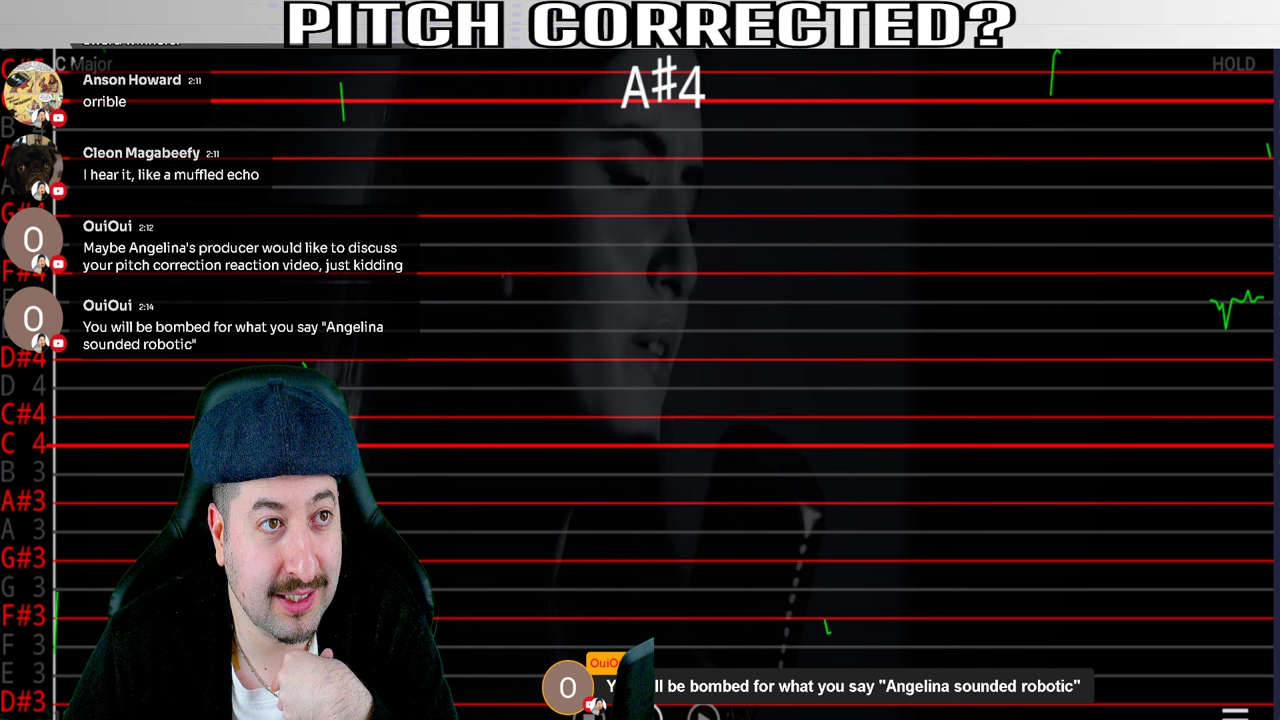 PITCH CORRECTED?
C Major
A#4
HOLD
Anson Howard 2:11
orrible
B 4
Cleon Magabeefy 2:11
I hear it, like a muffled echo
G#4
OuiOui 2:12
O
Maybe Angelina's producer would like to discuss
your pitch correction reaction video, just kidding
F#4
OuiOui 2:14
O
You will be bombed for what you say "Angelina
sounded robotic"
D#4
D 4
C#4
C 4
B 3
A#3
A 3
G#3
G 3
F#3
F 3
E 3
D#3
O
ll be bombed for what you say "Angelina sounded robotic"